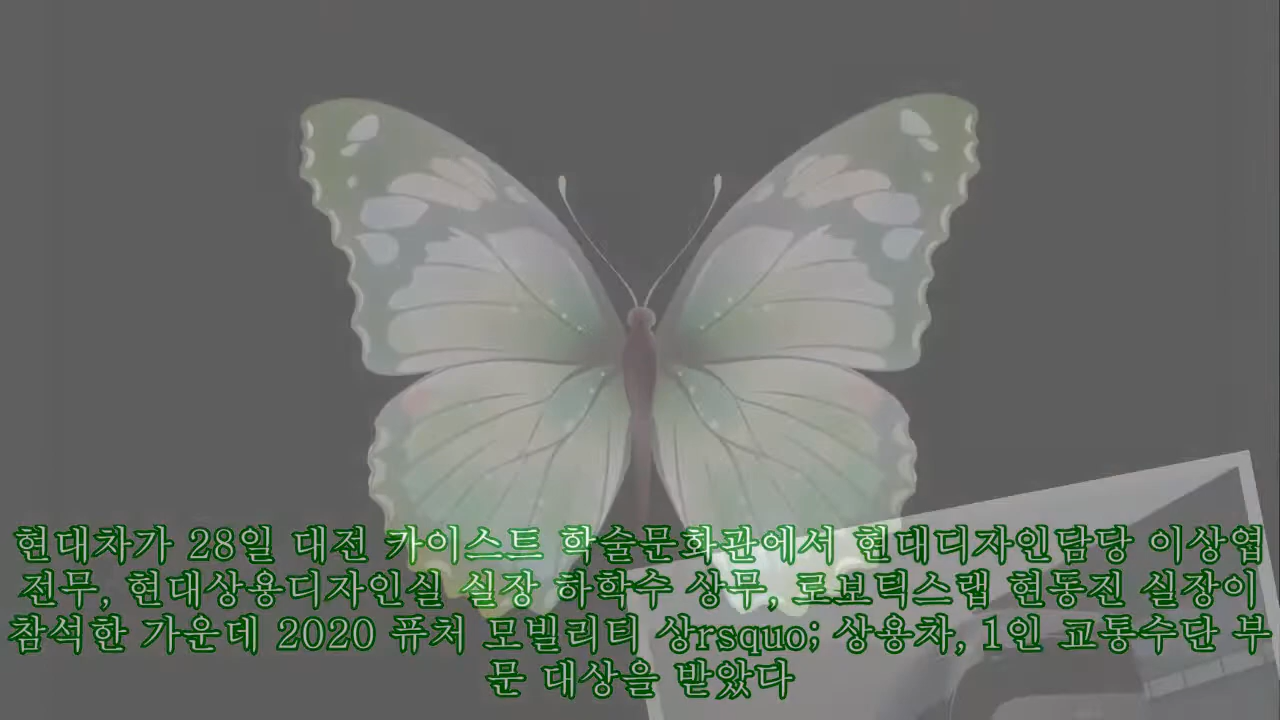 현대차가 28일 대전 카이스트 학술문화관에서 현대디자인담당 이상엽
전무, 현대상용디자인실 실장 하학수 상무, 로보틱스랩 현동진 실장이
참석한 가운데 2020 퓨처 모빌리티 상rsquo; 상용차, 1인 교통수단 부
문 대상을 받았다